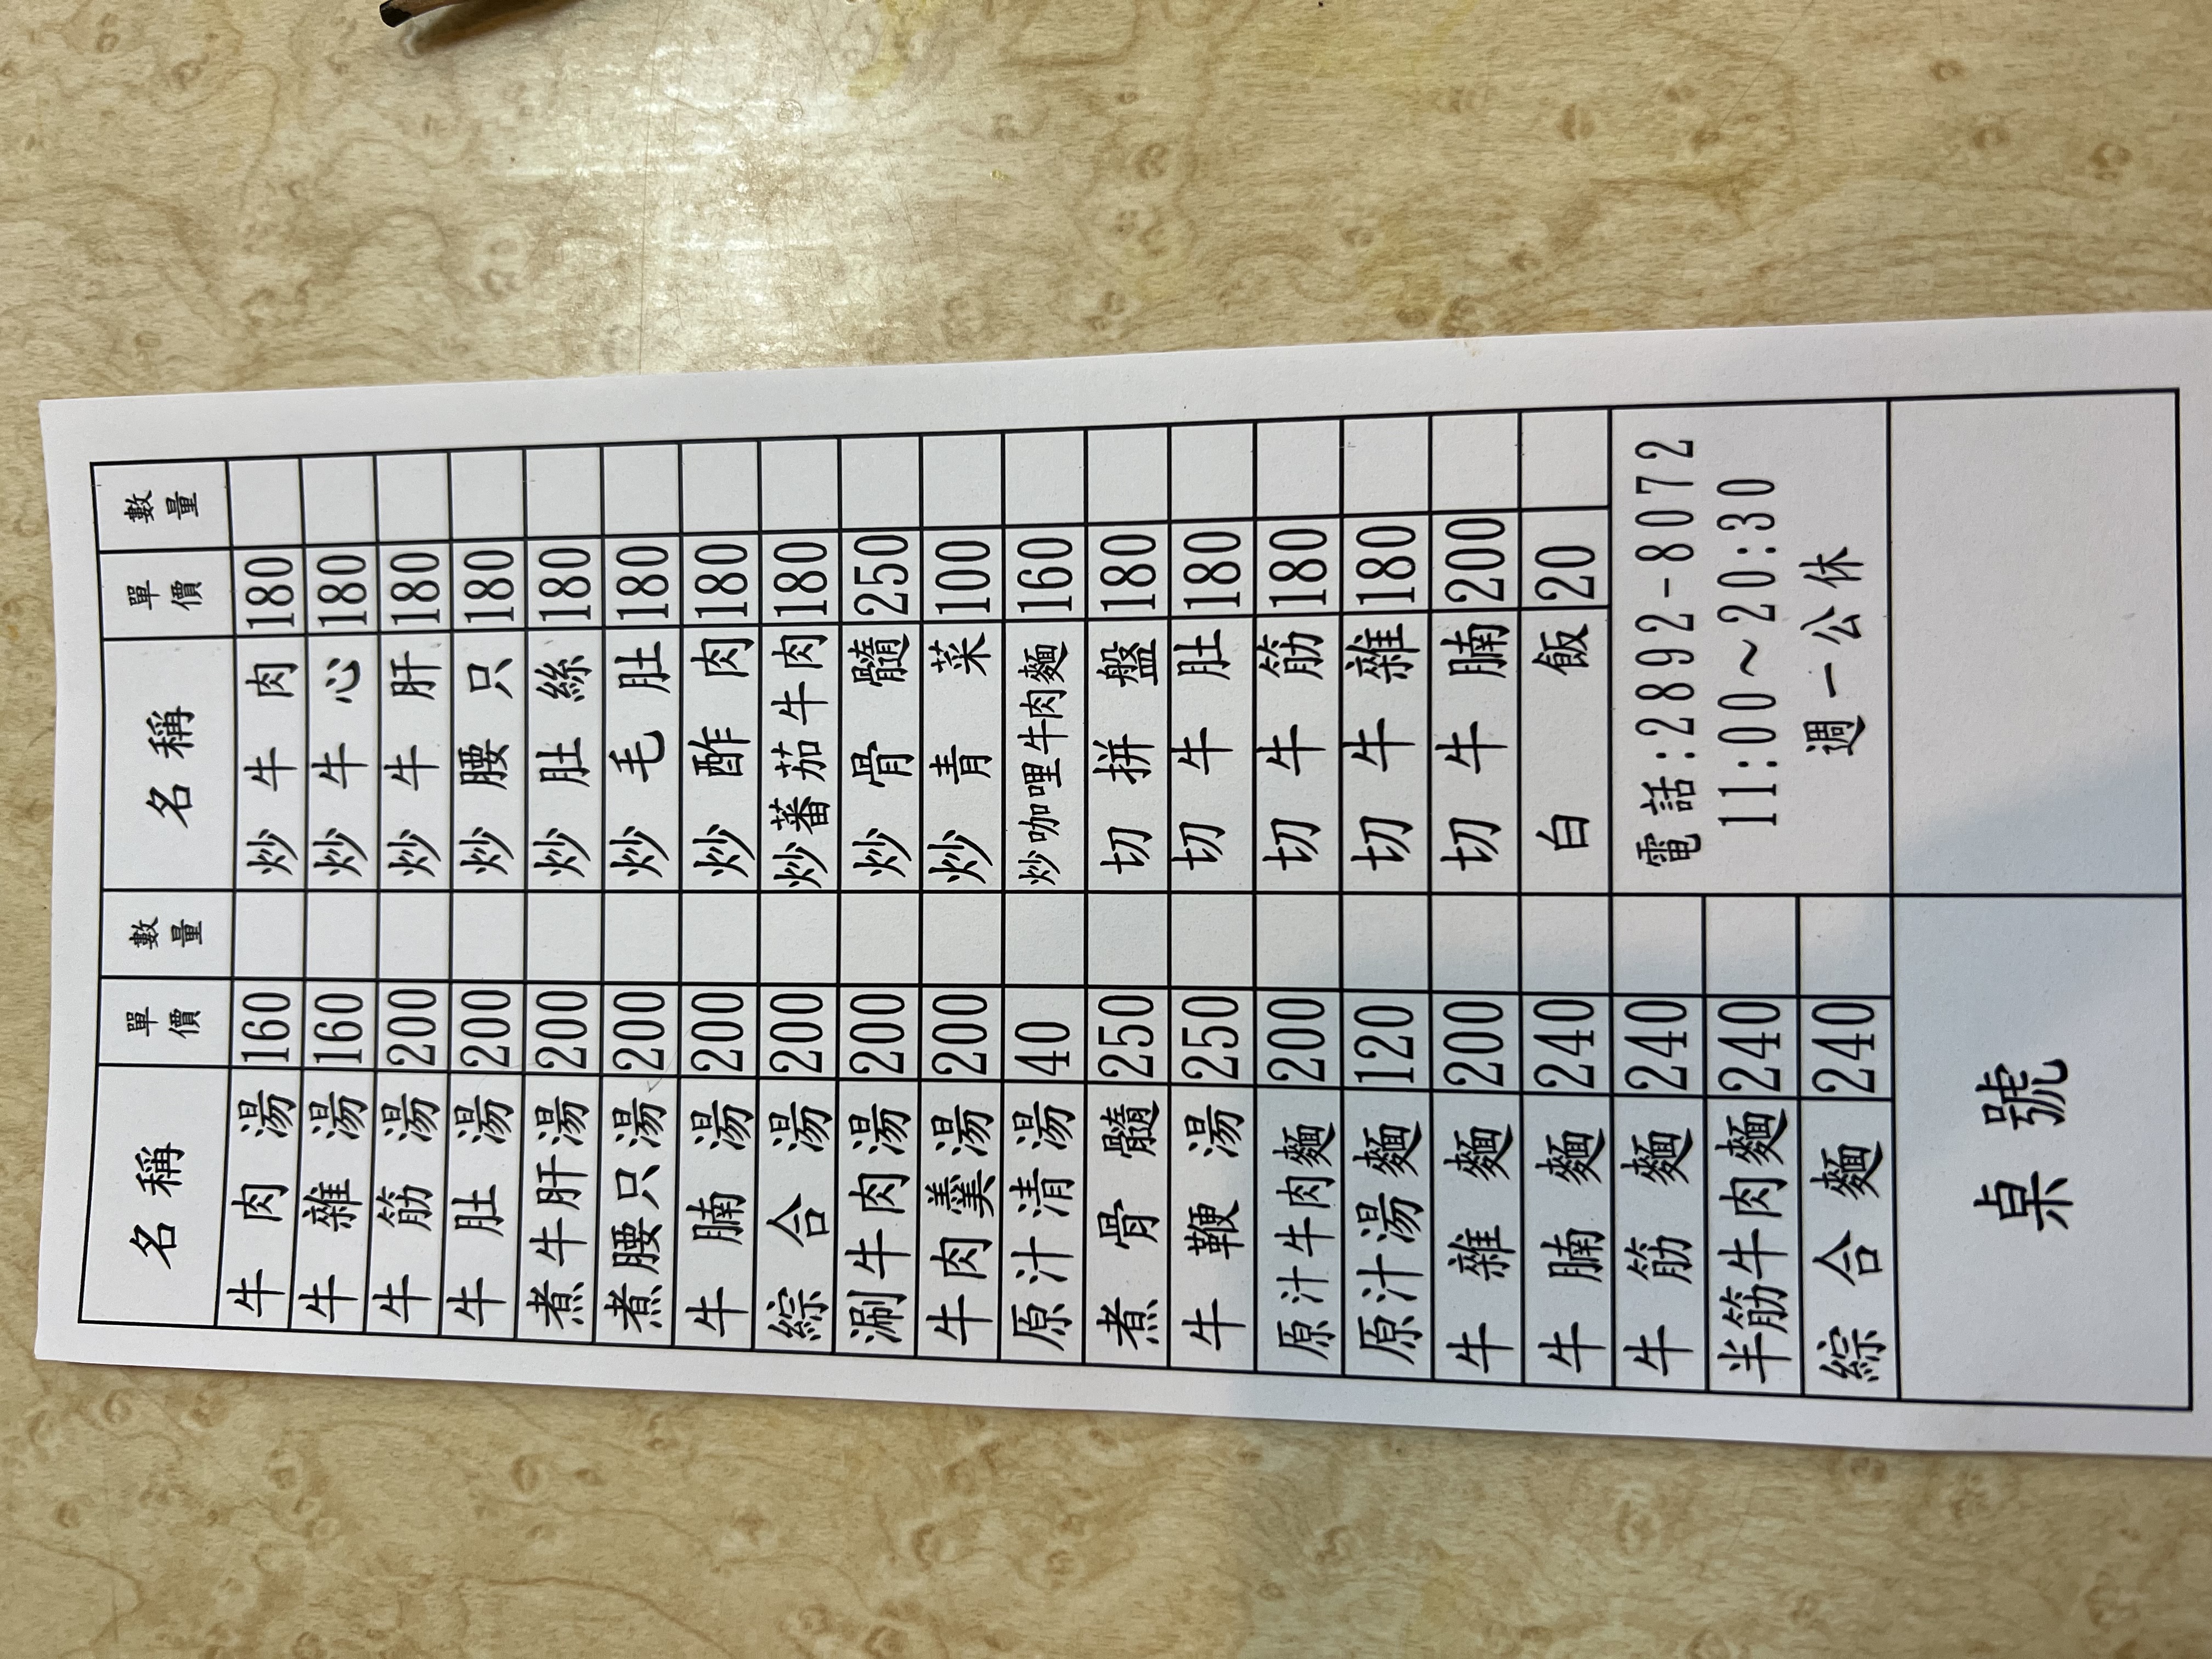 名稱 單價 數量 名稱 單價 數量
牛肉湯 160 炒牛肉 180
牛雜湯 160 炒牛心 180
牛筋湯 200 炒牛肝 180
牛肚湯 200 炒腰只 180
煮牛肝湯 200 炒肚絲 180
煮腰只湯 200 炒毛肚 180
牛腩湯 200 炒酢肉 180
綜合湯 200 炒蕃茄牛肉 180
涮牛肉湯 200 炒骨髓 250
牛肉羹湯 200 炒青菜 100
原汁清湯 40 炒咖哩牛肉麵 160
煮骨髓 250 切拼盤 180
牛鞭湯 250 切牛肚 180
原汁牛肉麵 200 切牛筋 180
原汁湯麵 120 切牛雜 180
牛雜麵 200 切牛腩 200
牛腩麵 240 白飯 20
牛筋麵 240
半筋牛肉麵 240
綜合麵 240
電話:2892-8072
11:00~20:30
週一公休
桌號